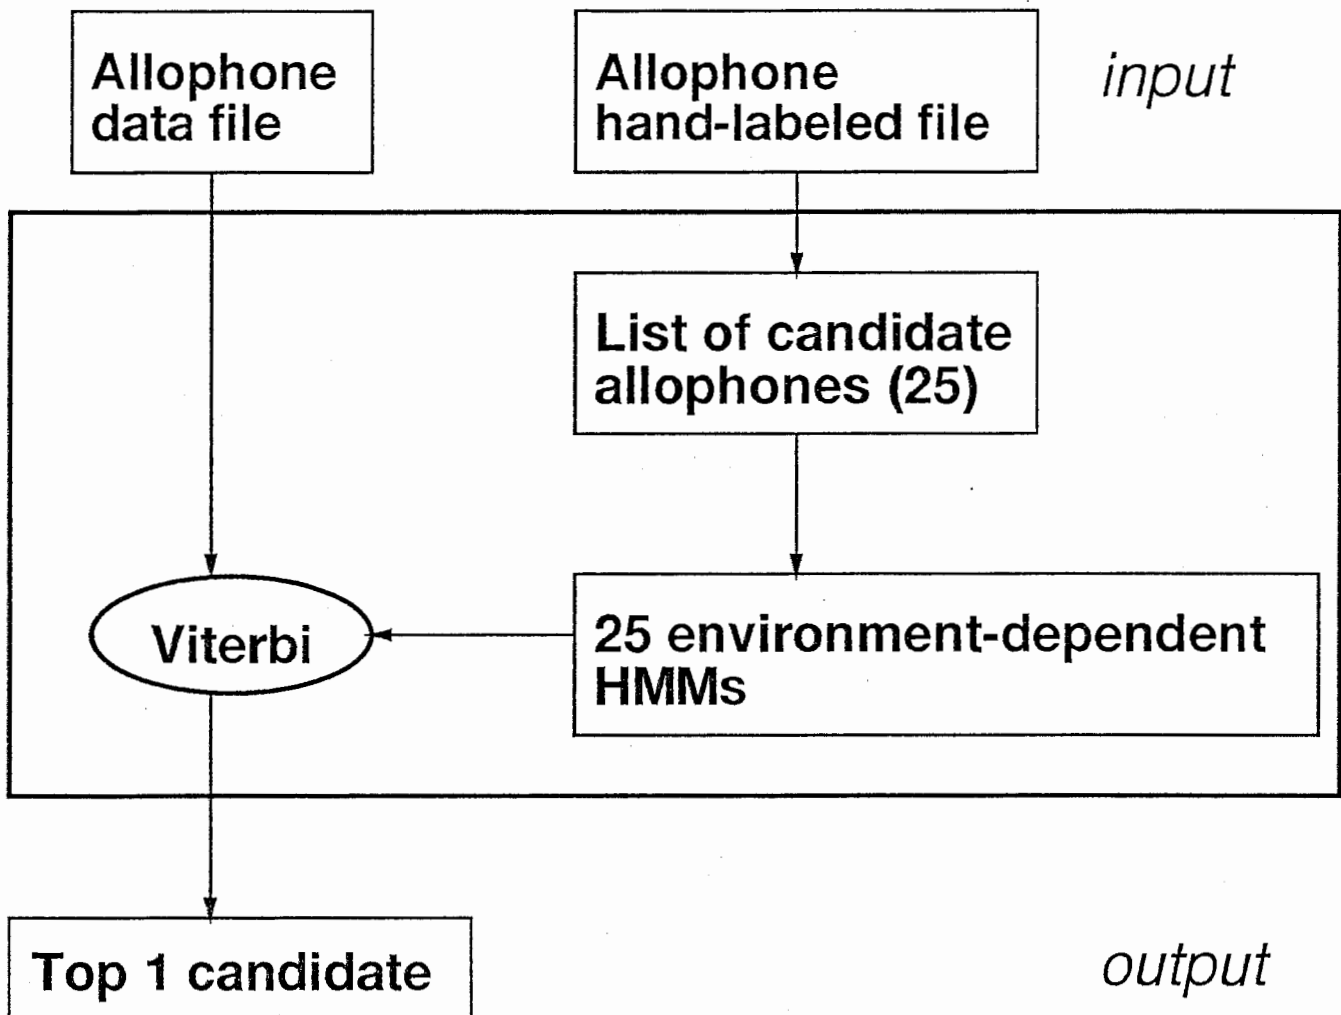 Allophone
data file
Allophone
hand-labeled file
input
List of candidate
allophones (25)
Viterbi
25 environment-dependent
HMMs
Top 1 candidate
output